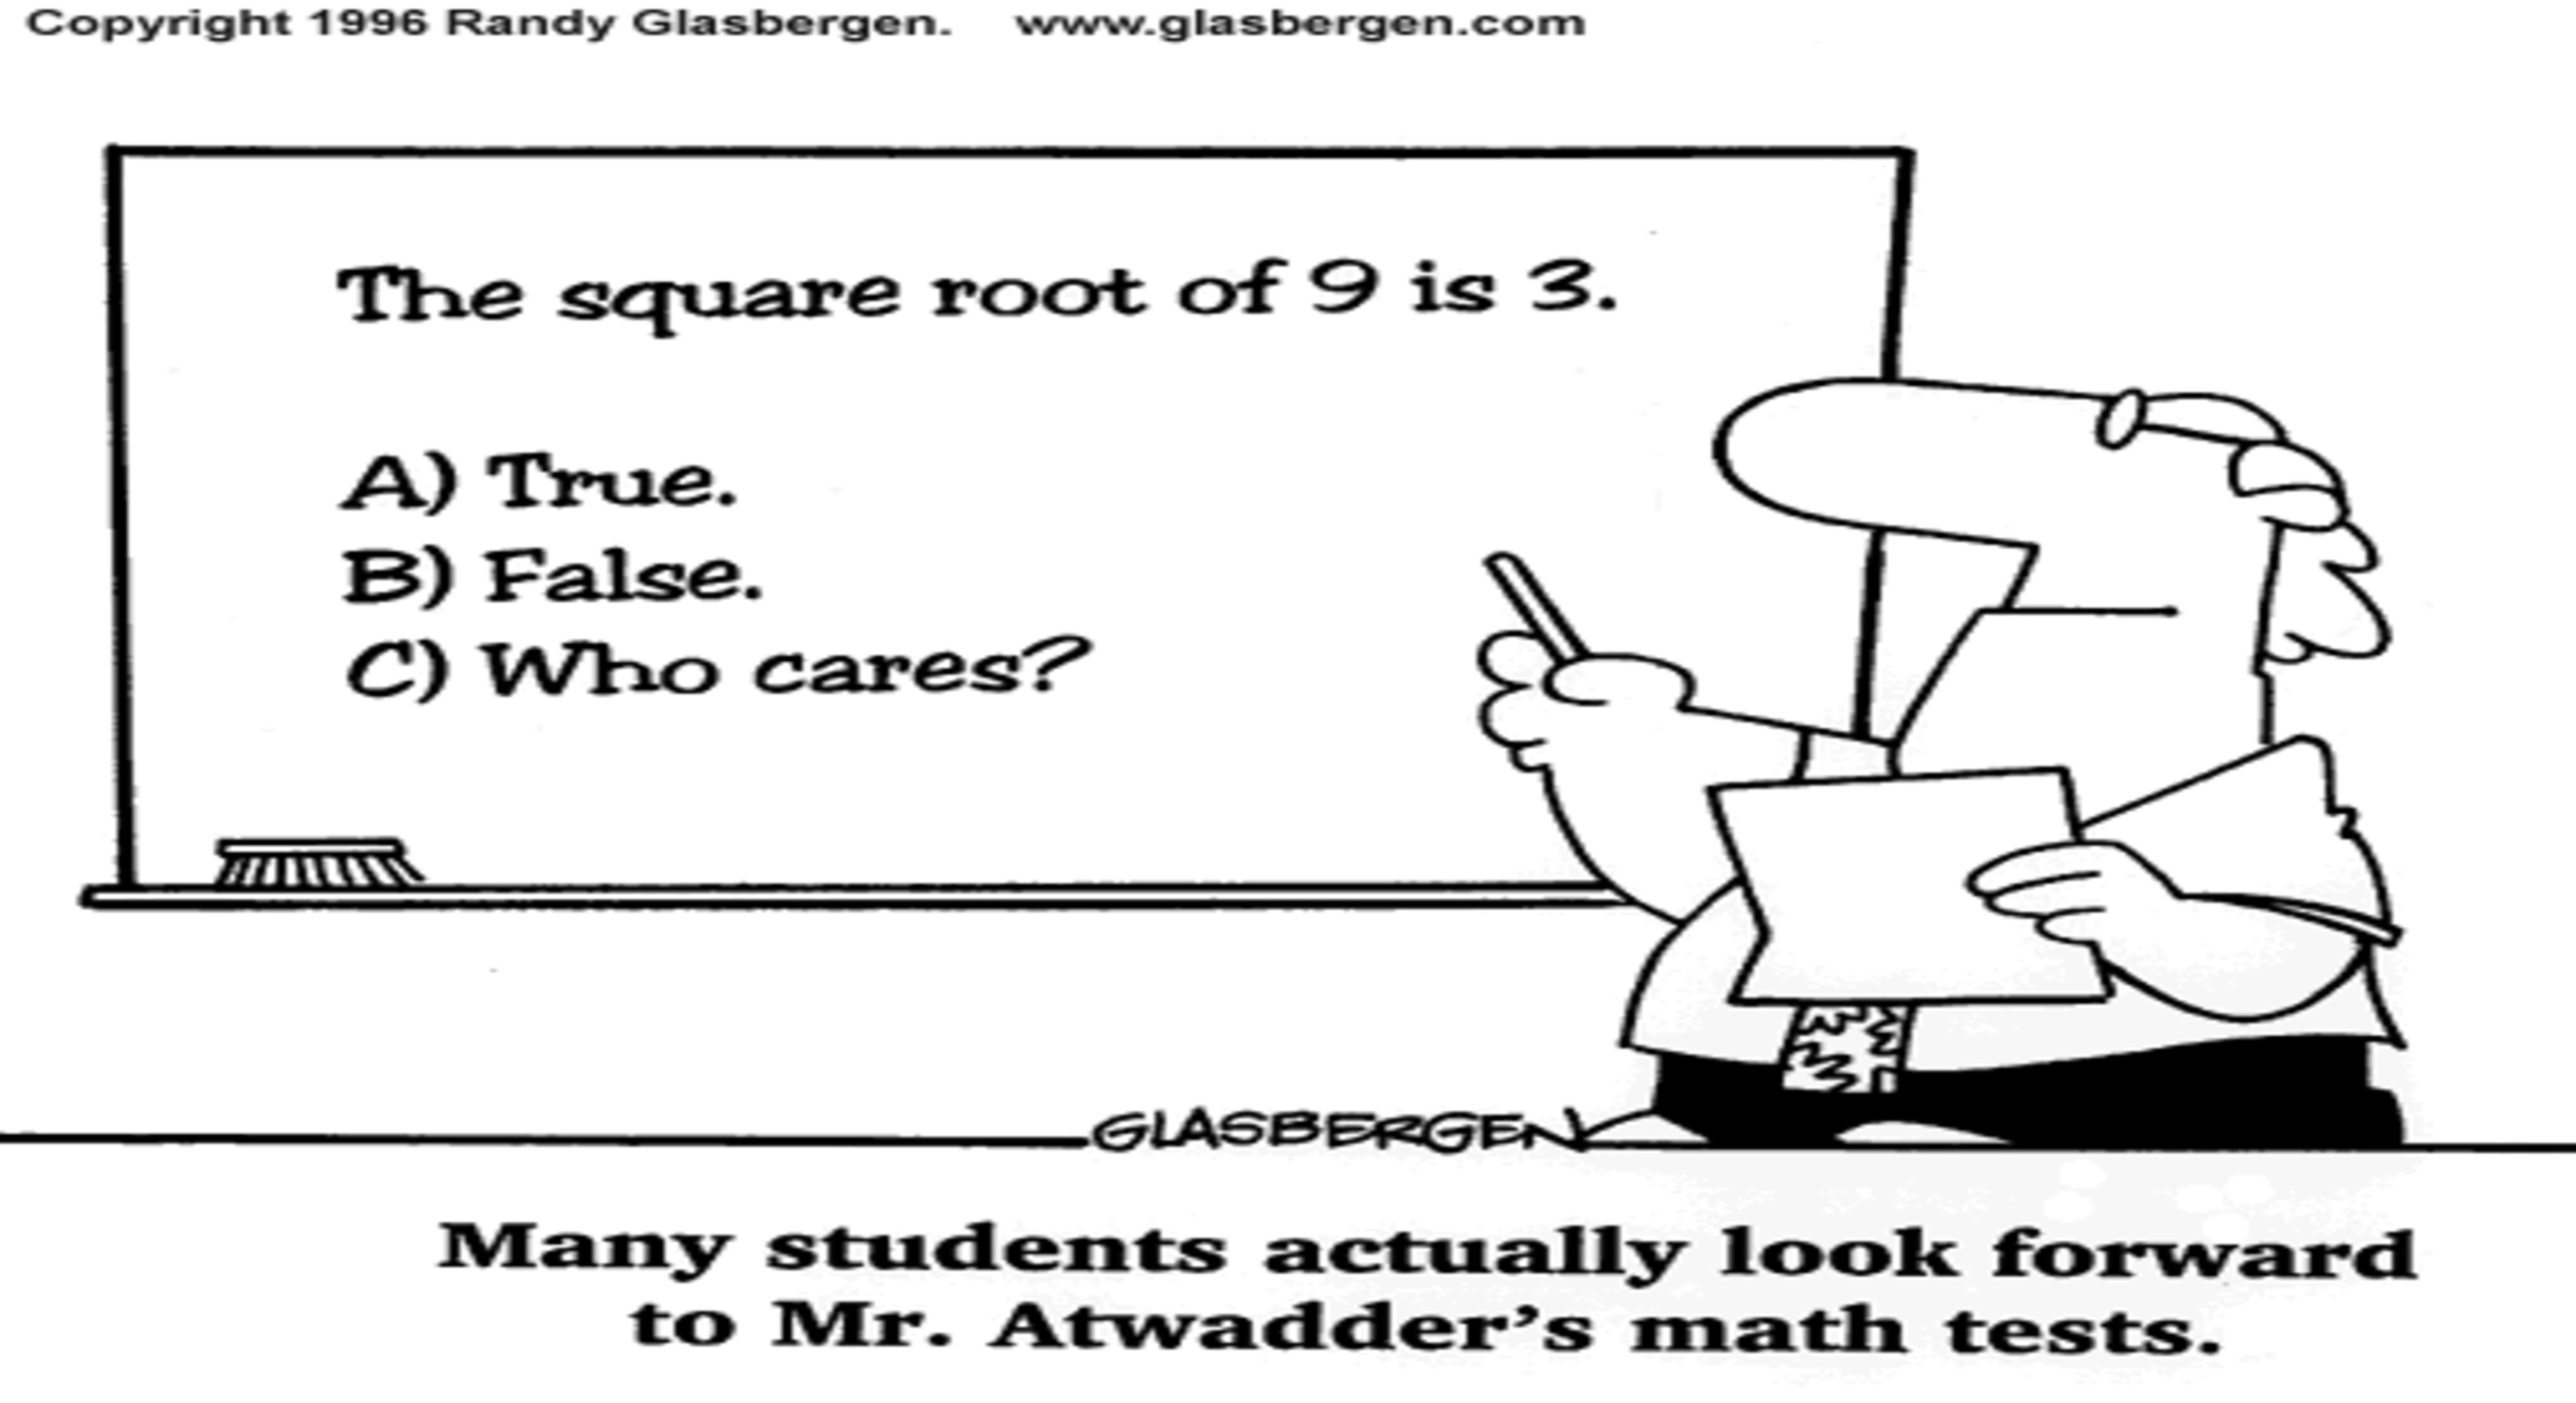 Copyright 1996 Randy Glasbergen. www.glasbergen.com
The square root of 9 is 3.
A) True.
B) False.
C) Who cares?
GLASBERGEN
Many students actually look forward
to Mr. Atwadder's math tests.